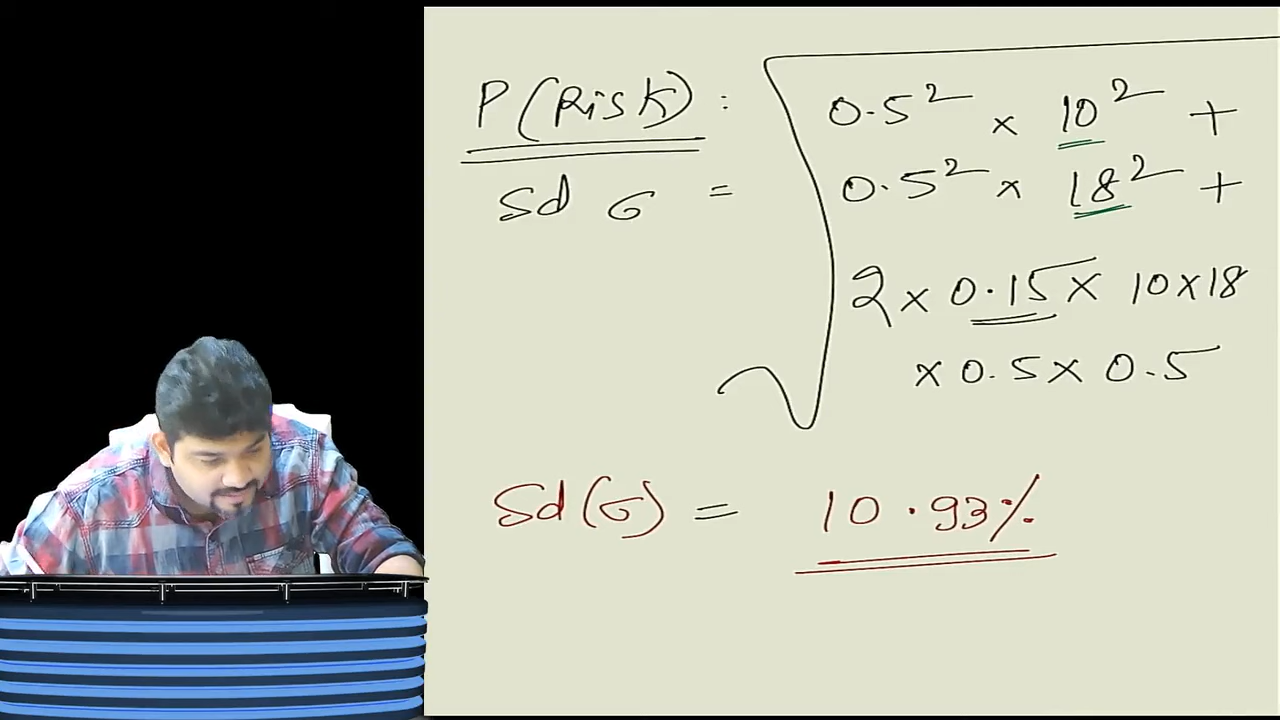 P(Risk) :
Sd σ =
√ 0.5² × 10² +
0.5² × 18² +
2 × 0.15 × 10 × 18
× 0.5 × 0.5
Sd(σ) = 10.93%